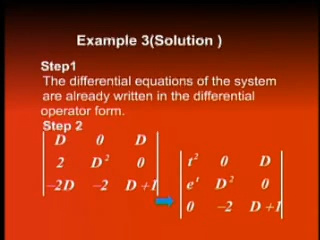 Example 3(Solution )
Step1
The differential equations of the system
are already written in the differential
operator form.
Step 2
D 0 D
2 D² 0
−2D −2 D +1
t² 0 D
eᵗ D² 0
0 −2 D +1